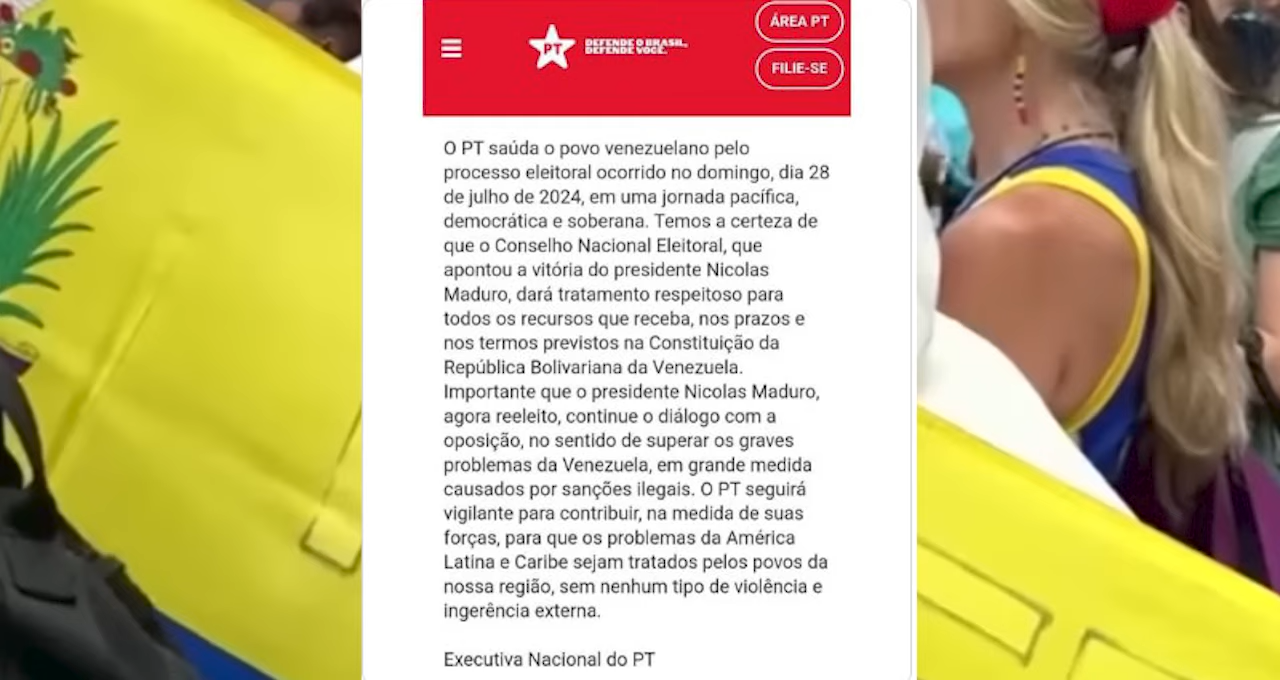 ÁREA PT
PT DEFENDE O BRASIL,
DEFENDE VOCÊ.
FILIE-SE
O PT saúda o povo venezuelano pelo
processo eleitoral ocorrido no domingo, dia 28
de julho de 2024, em uma jornada pacífica,
democrática e soberana. Temos a certeza de
que o Conselho Nacional Eleitoral, que
apontou a vitória do presidente Nicolas
Maduro, dará tratamento respeitoso para
todos os recursos que receba, nos prazos e
nos termos previstos na Constituição da
República Bolivariana da Venezuela.
Importante que o presidente Nicolas Maduro,
agora reeleito, continue o diálogo com a
oposição, no sentido de superar os graves
problemas da Venezuela, em grande medida
causados por sanções ilegais. O PT seguirá
vigilante para contribuir, na medida de suas
forças, para que os problemas da América
Latina e Caribe sejam tratados pelos povos da
nossa região, sem nenhum tipo de violência e
ingerência externa.
Executiva Nacional do PT